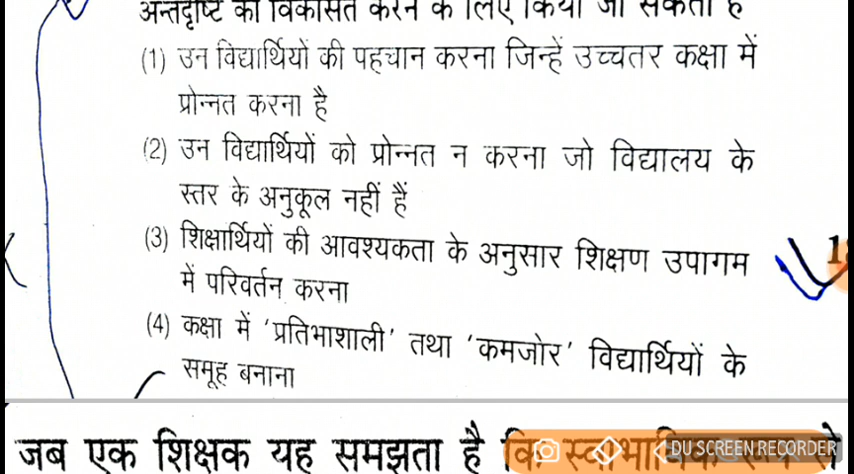 अन्तर्दृष्टि को विकसित करने के लिए किया जा सकता है
(1) उन विद्यार्थियों की पहचान करना जिन्हें उच्चतर कक्षा में
प्रोन्नत करना है
(2) उन विद्यार्थियों को प्रोन्नत न करना जो विद्यालय के
स्तर के अनुकूल नहीं हैं
(3) शिक्षार्थियों की आवश्यकता के अनुसार शिक्षण उपागम
में परिवर्तन करना
(4) कक्षा में 'प्रतिभाशाली' तथा 'कमजोर' विद्यार्थियों के
समूह बनाना
जब एक शिक्षक यह समझता है कि
DU SCREEN RECORDER